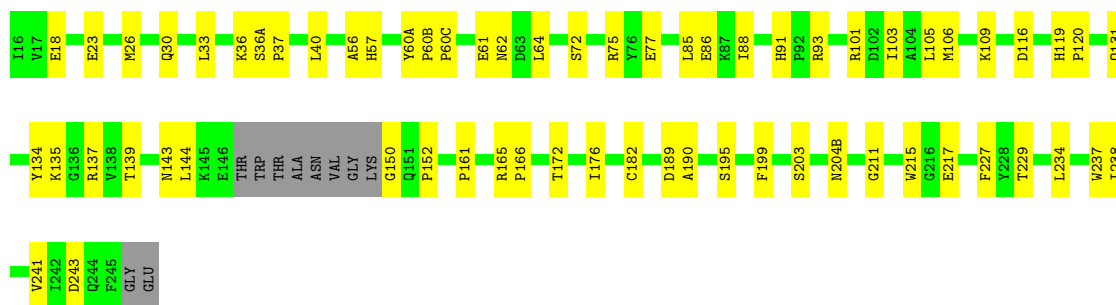 I16 V17 E18 E23 M26 Q30 L33 K36 S36A P37 L40 A56 H57 Y60A P60B P60C E61 N62 D63 L64 S72 R75 Y76 E77 L85 E86 K87 I88 H91 P92 R93 R101 D102 I103 A104 L105 M106 K109 D116 H119 P120 Q131
Y134 K135 G136 R137 V138 T139 N143 L144 K145 E146 THR TRP THR ALA ASN VAL GLY LYS G150 Q151 P152 P161 R165 P166 T172 I176 C182 D189 A190 S195 F199 S203 N204B G211 W215 G216 E217 F227 Y228 T229 L234 W237 I238
V241 I242 D243 Q244 F245 GLY GLU